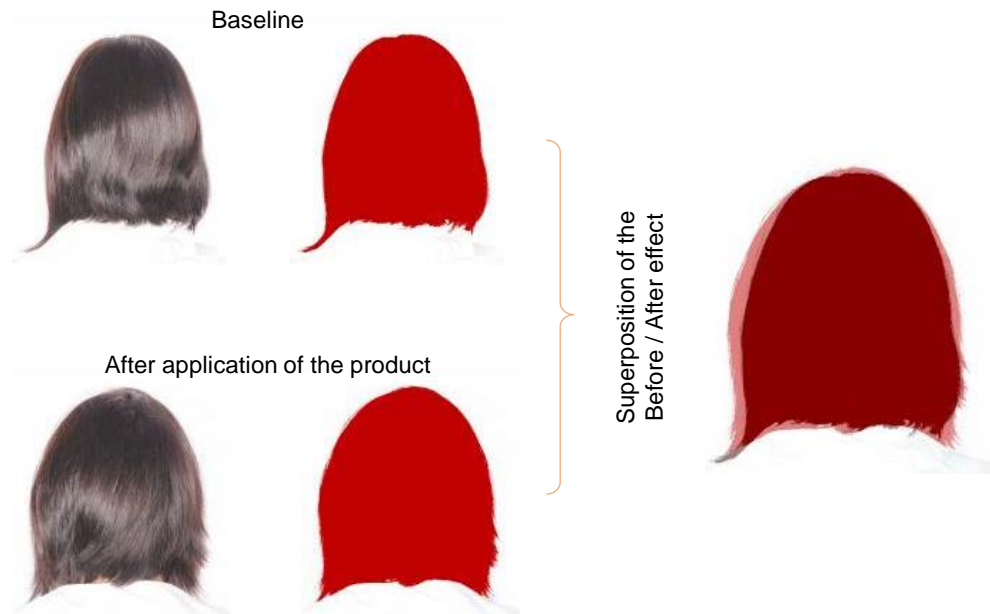 Baseline
After application of the product
Superposition of the
Before / After effect